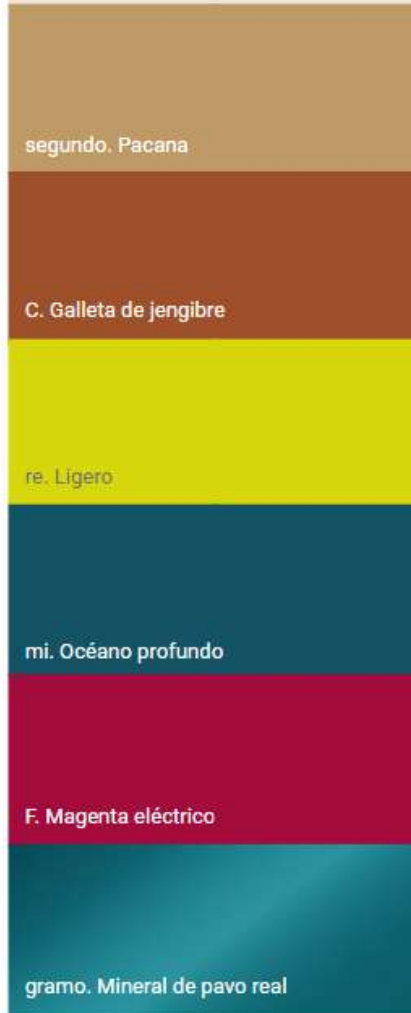 segundo. Pacana
C. Galleta de jengibre
re. Ligero
mi. Océano profundo
F. Magenta eléctrico
gramo. Mineral de pavo real